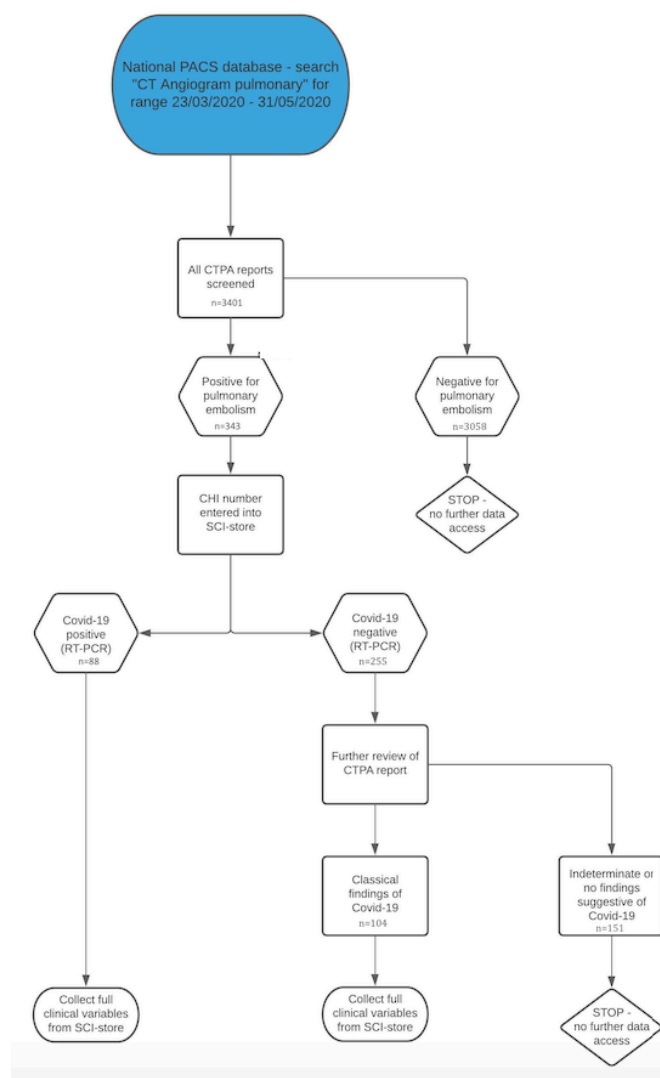 National PACS database - search
"CT Angiogram pulmonary" for
range 23/03/2020 - 31/05/2020
All CTPA reports
screened
n=3401
Positive for
pulmonary
embolism
n=343
Negative for
pulmonary
embolism
n=3058
CHI number
entered into
SCI-store
STOP -
no further data
access
Covid-19
positive
(RT-PCR)
n=88
Covid-19
negative
(RT-PCR)
n=255
Further review of
CTPA report
Classical
findings of
Covid-19
n=104
Indeterminate or
no findings
suggestive of
Covid-19
n=151
Collect full
clinical variables
from SCI-store
Collect full
clinical variables
from SCI-store
STOP -
no further data
access